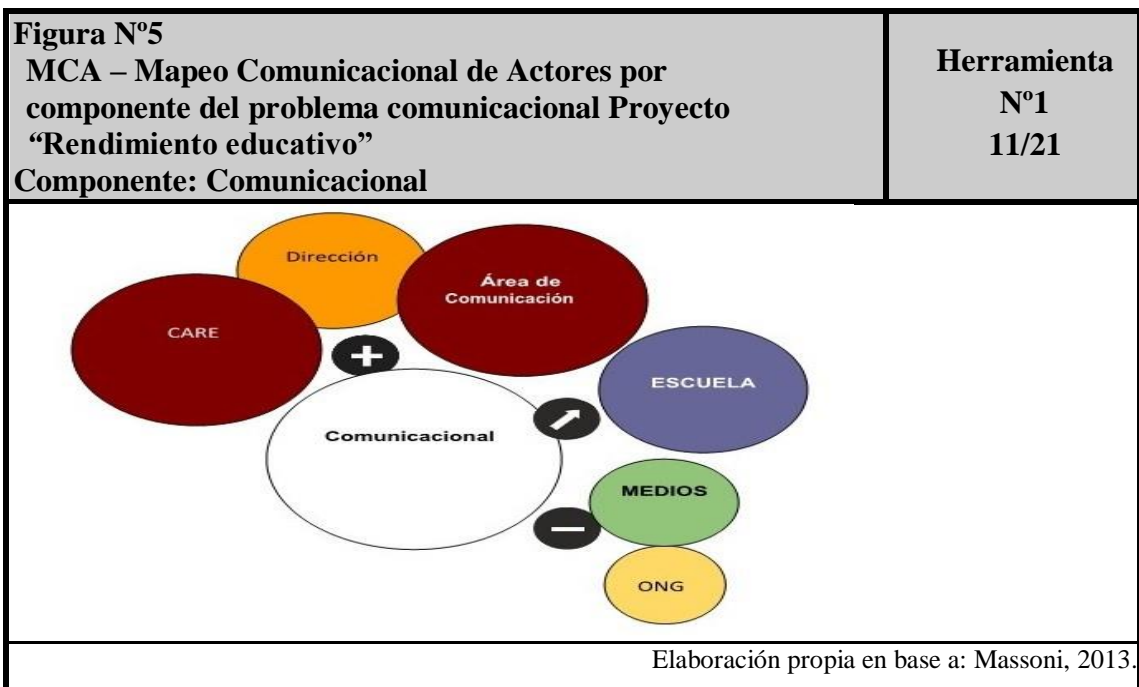 Figura Nº5
MCA – Mapeo Comunicacional de Actores por
componente del problema comunicacional Proyecto
“Rendimiento educativo”
Componente: Comunicacional
Herramienta
Nº1
11/21
Dirección
Área de
Comunicación
CARE
ESCUELA
Comunicacional
MEDIOS
ONG
Elaboración propia en base a: Massoni, 2013.